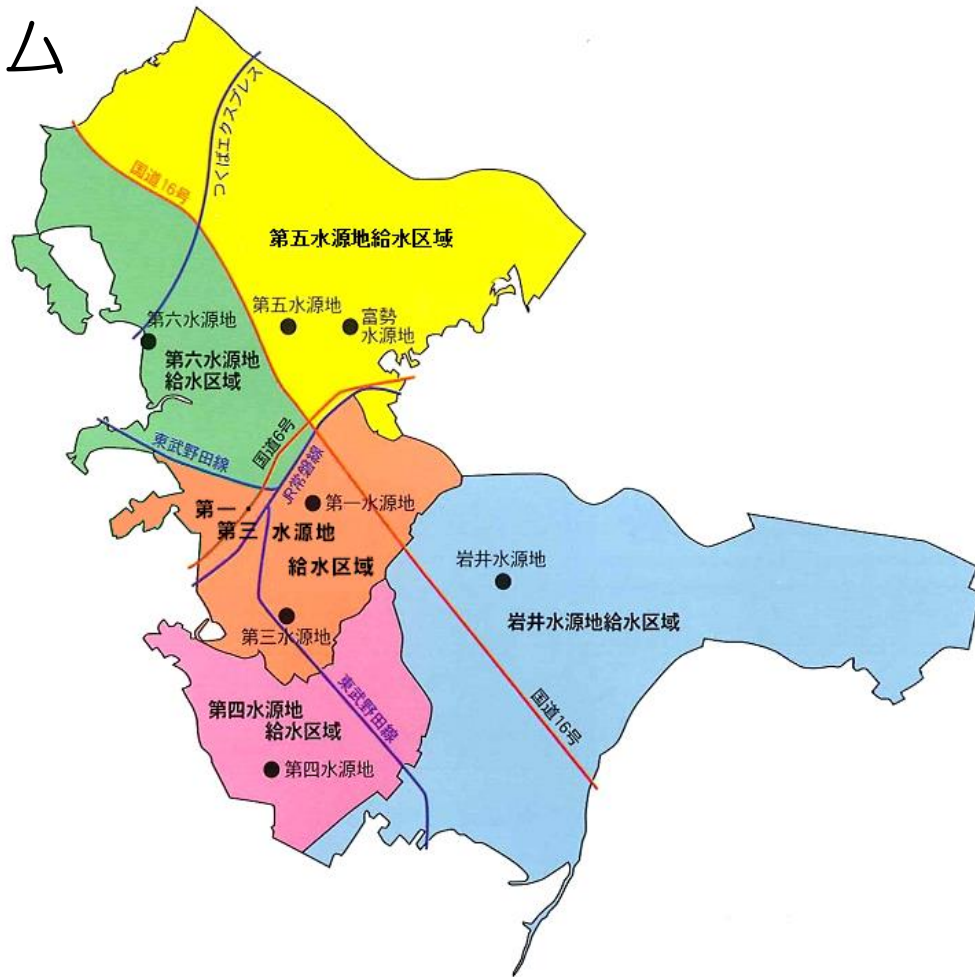 ム
つくばエクスプレス
国道16号
第五水源地給水区域
第五水源地
富勢
水源地
第六水源地
第六水源地
給水区域
東武野田線
国道6号
JR常磐線
第一・
第三 水源地
給水区域
第一水源地
第三水源地
岩井水源地
岩井水源地給水区域
東武野田線
国道16号
第四水源地
給水区域
第四水源地